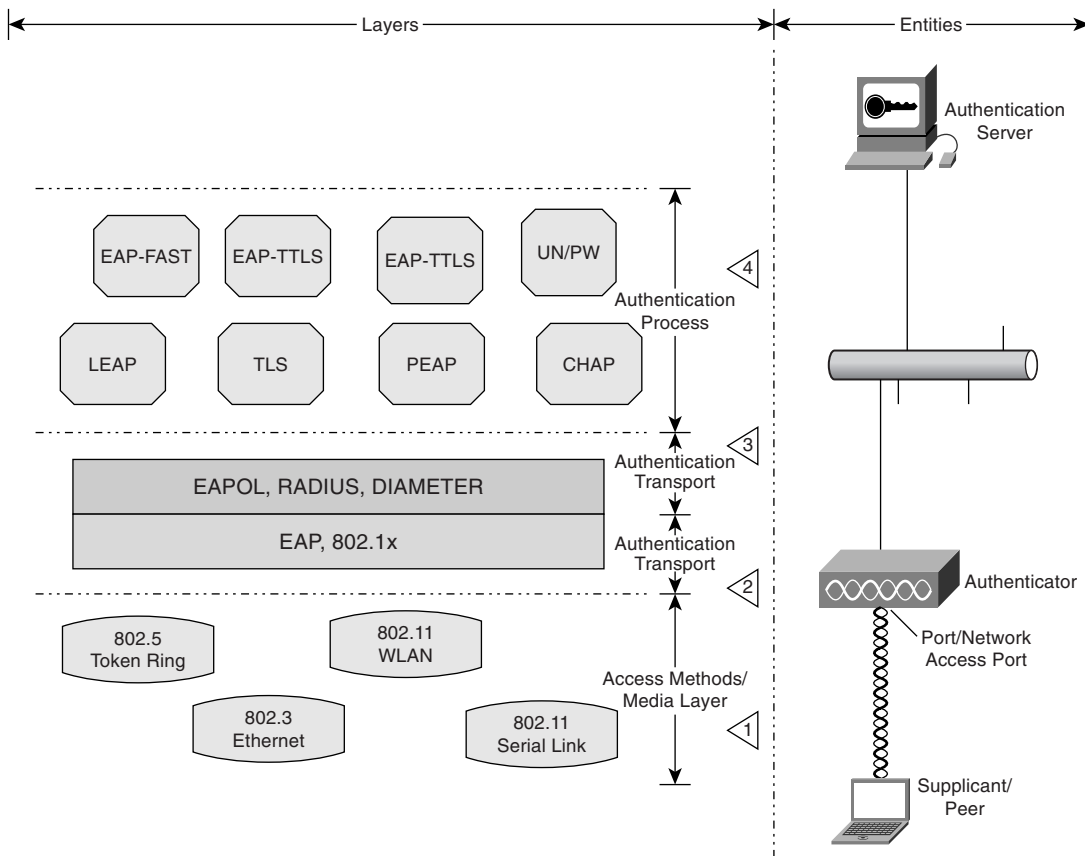 Layers
Entities
Authentication
Server
EAP-FAST
EAP-TTLS
EAP-TTLS
UN/PW
4
Authentication
Process
LEAP
TLS
PEAP
CHAP
3
Authentication
Transport
EAPOL, RADIUS, DIAMETER
EAP, 802.1x
Authentication
Transport
2
Authenticator
Port/Network
Access Port
802.5
Token Ring
802.11
WLAN
Access Methods/
Media Layer
802.3
Ethernet
802.11
Serial Link
1
Supplicant/
Peer